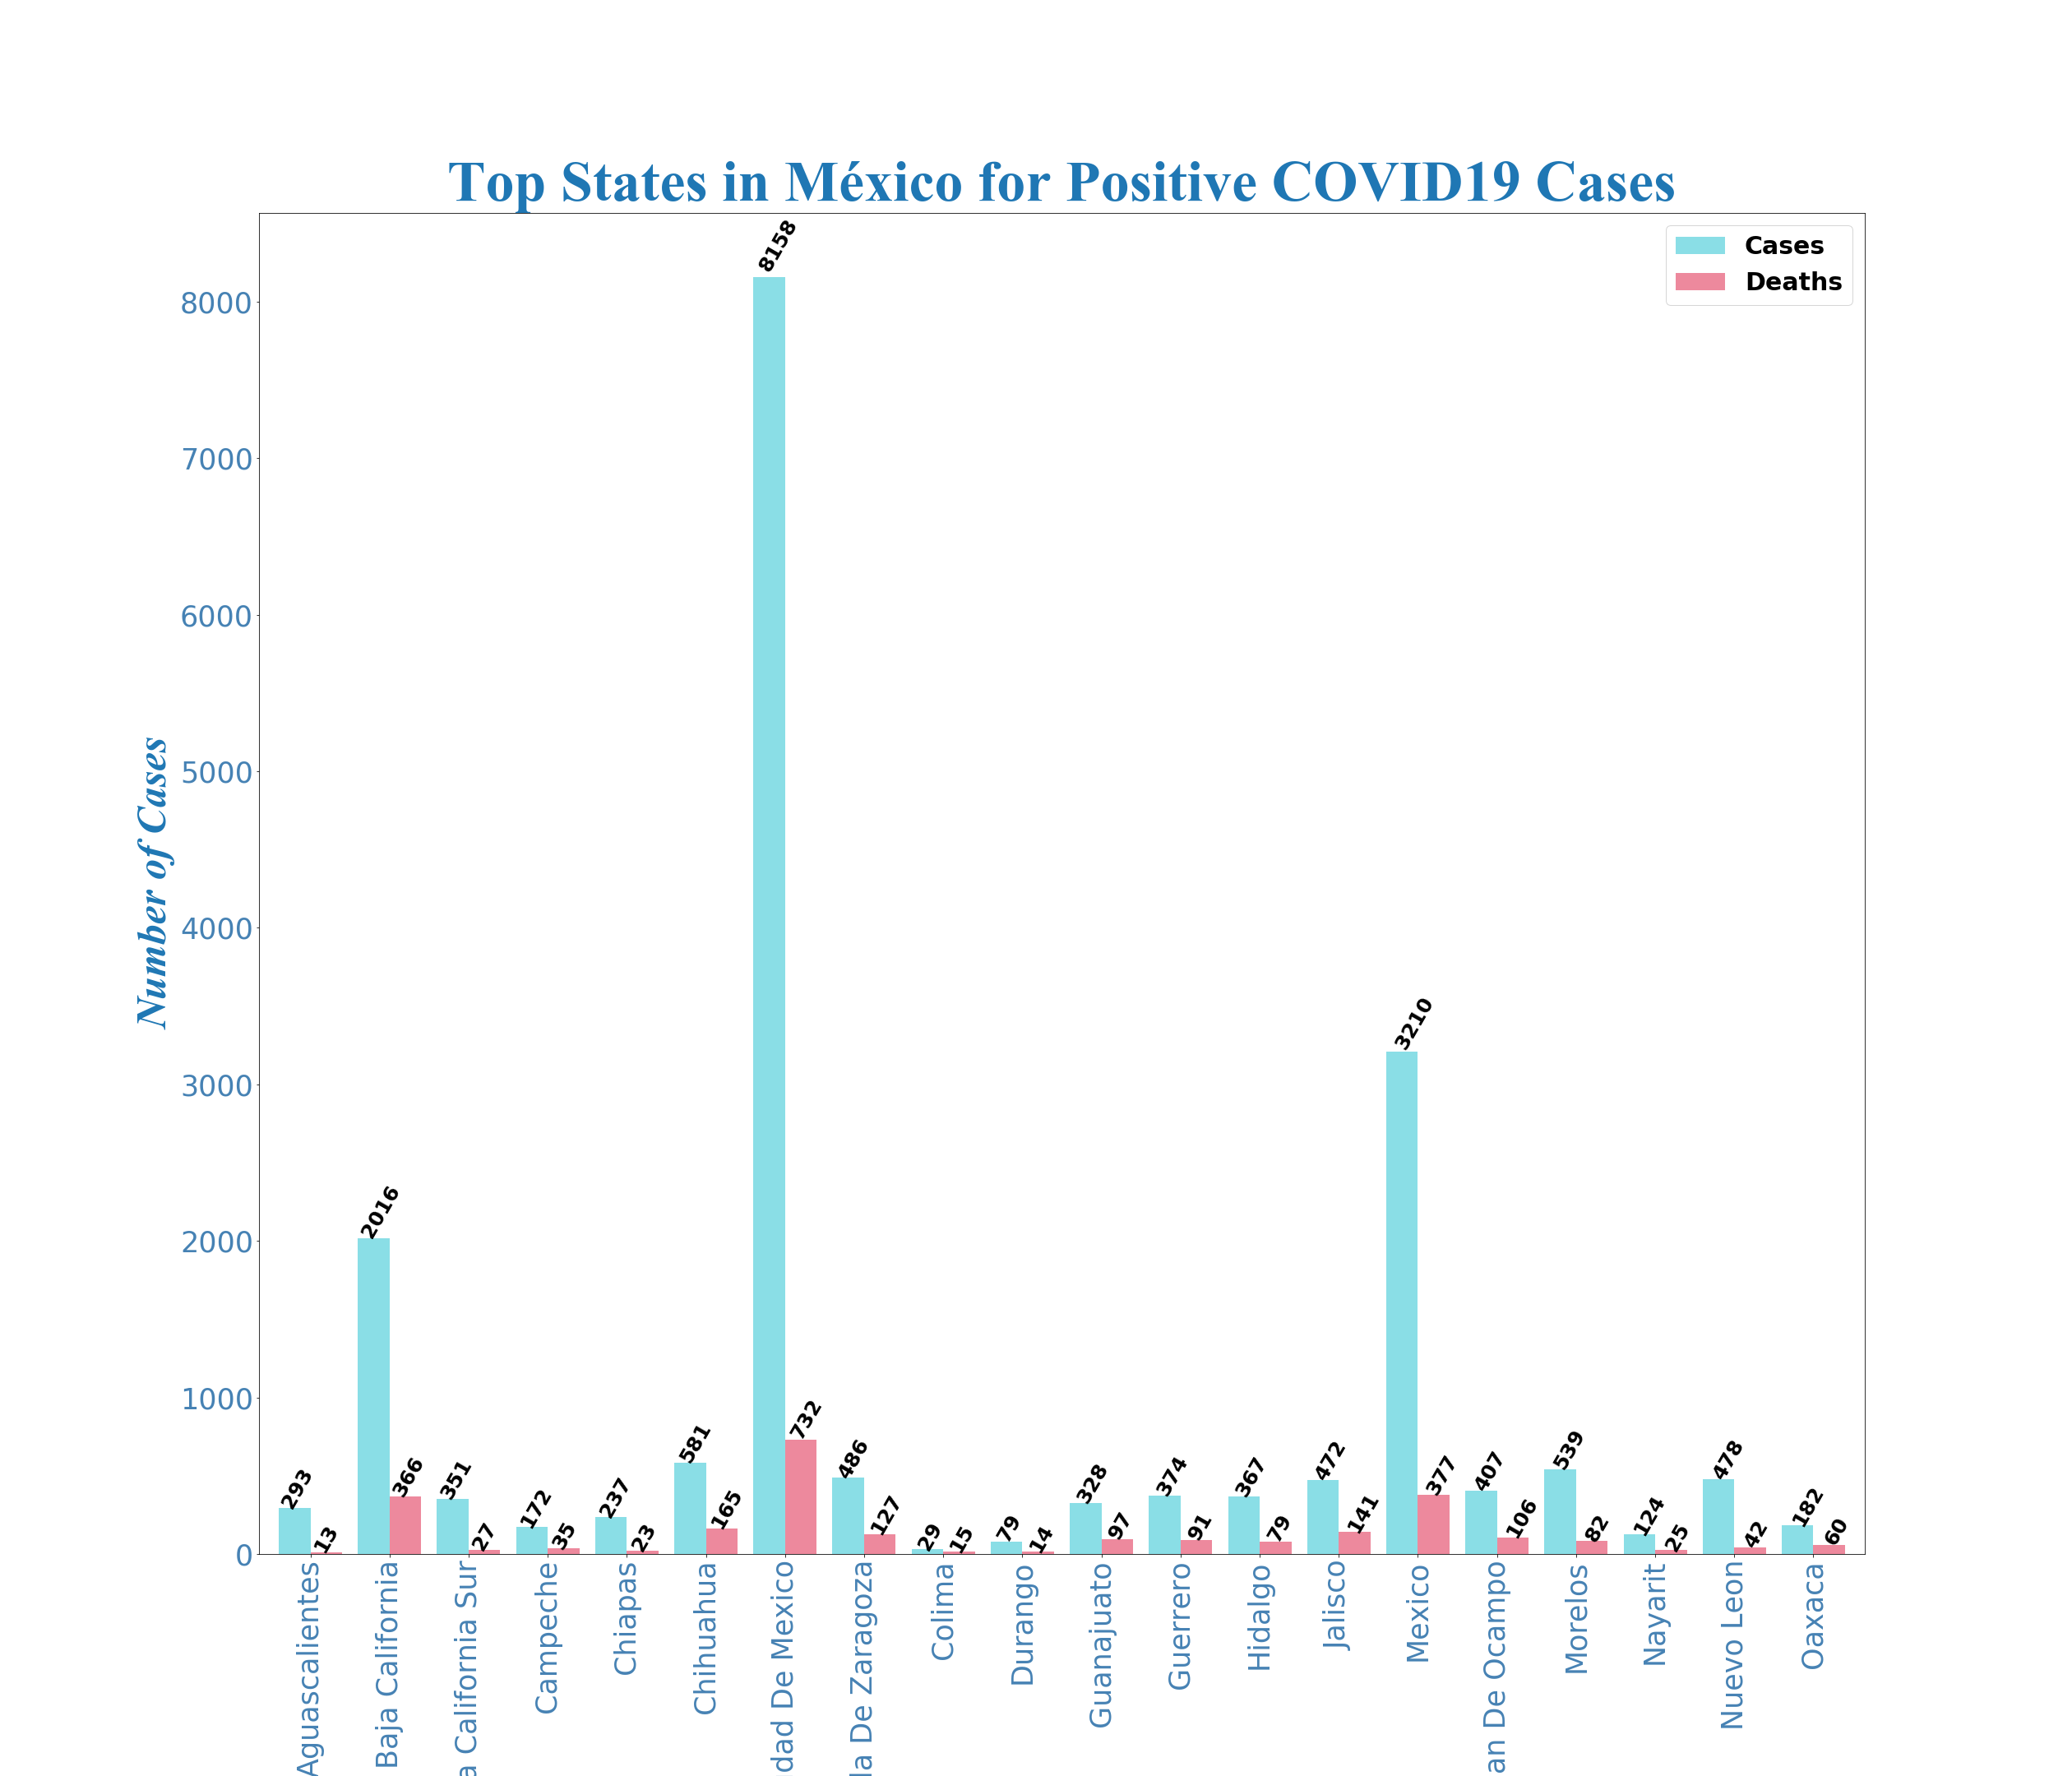 Top States in México for Positive COVID19 Cases
Cases
Deaths
Number of Cases
8000
7000
6000
5000
4000
3000
2000
1000
0
293
13
2016
366
351
27
172
35
237
23
581
165
8158
732
486
127
29
15
79
14
328
97
374
91
367
79
472
141
3210
377
407
106
539
82
124
25
478
42
182
60
Aguascalientes
Baja California
a California Sur
Campeche
Chiapas
Chihuahua
dad De Mexico
la De Zaragoza
Colima
Durango
Guanajuato
Guerrero
Hidalgo
Jalisco
Mexico
an De Ocampo
Morelos
Nayarit
Nuevo Leon
Oaxaca